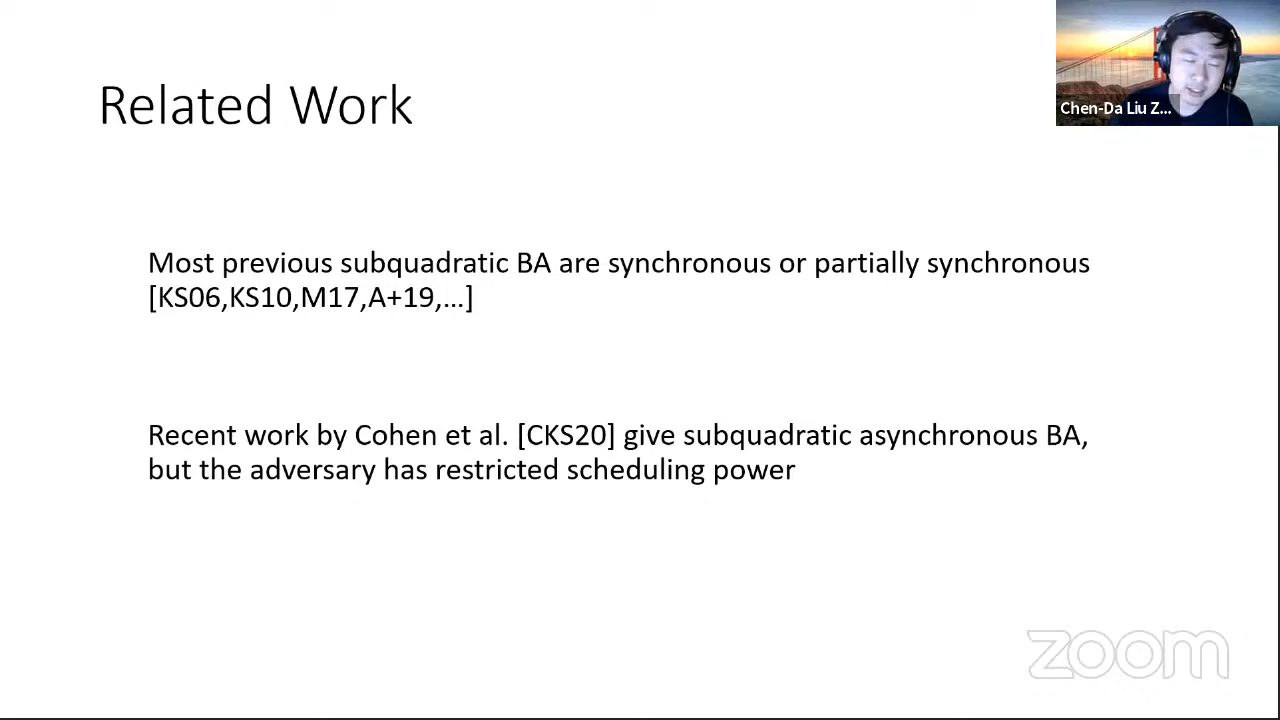 Related Work
Chen-Da Liu Z...
Most previous subquadratic BA are synchronous or partially synchronous
[KS06,KS10,M17,A+19,...]
Recent work by Cohen et al. [CKS20] give subquadratic asynchronous BA,
but the adversary has restricted scheduling power
zoom